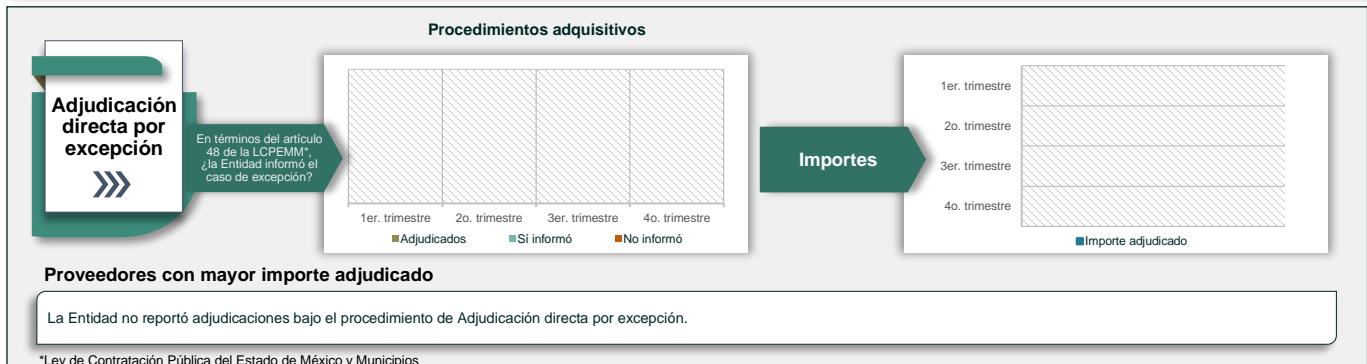 Procedimientos adquisitivos
Adjudicación
directa por
excepción
En términos del artículo
48 de la LCPEMM*,
¿la Entidad informó el
caso de excepción?
1er. trimestre 2o. trimestre 3er. trimestre 4o. trimestre
Adjudicados Sí informó No informó
Importes
1er. trimestre
2o. trimestre
3er. trimestre
4o. trimestre
Importe adjudicado
Proveedores con mayor importe adjudicado
La Entidad no reportó adjudicaciones bajo el procedimiento de Adjudicación directa por excepción.
*Ley de Contratación Pública del Estado de México y Municipios